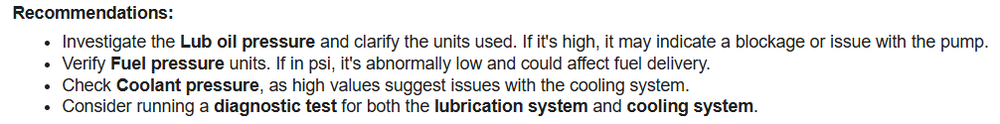 Recommendations:
• Investigate the Lub oil pressure and clarify the units used. If it's high, it may indicate a blockage or issue with the pump.
• Verify Fuel pressure units. If in psi, it's abnormally low and could affect fuel delivery.
• Check Coolant pressure, as high values suggest issues with the cooling system.
• Consider running a diagnostic test for both the lubrication system and cooling system.